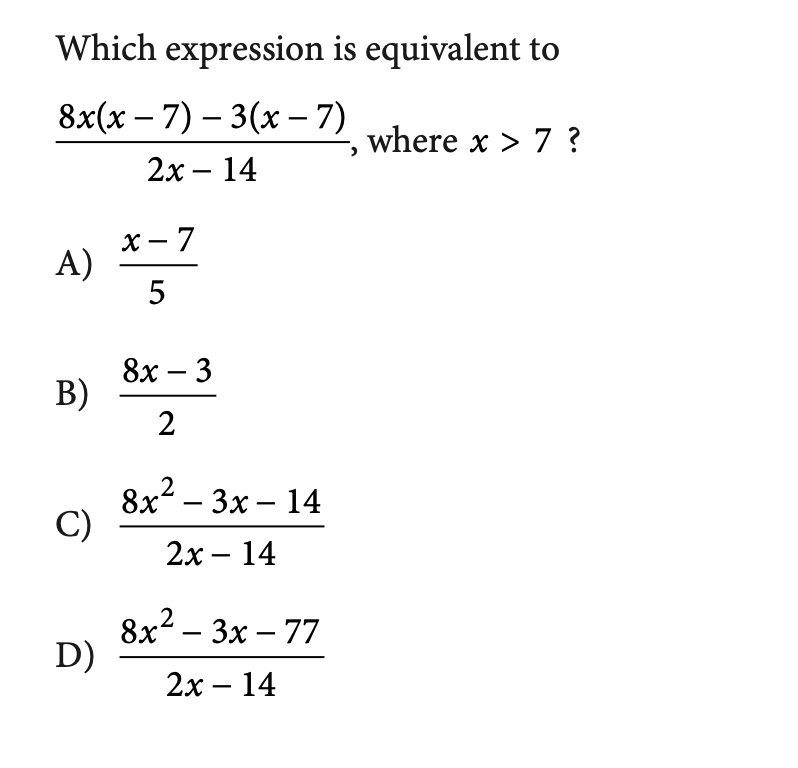 Which expression is equivalent to
8x(x – 7) – 3(x – 7)
2x – 14
, where x > 7 ?
A)
x – 7
5
B)
8x – 3
2
C)
8x² – 3x – 14
2x – 14
D)
8x² – 3x – 77
2x – 14